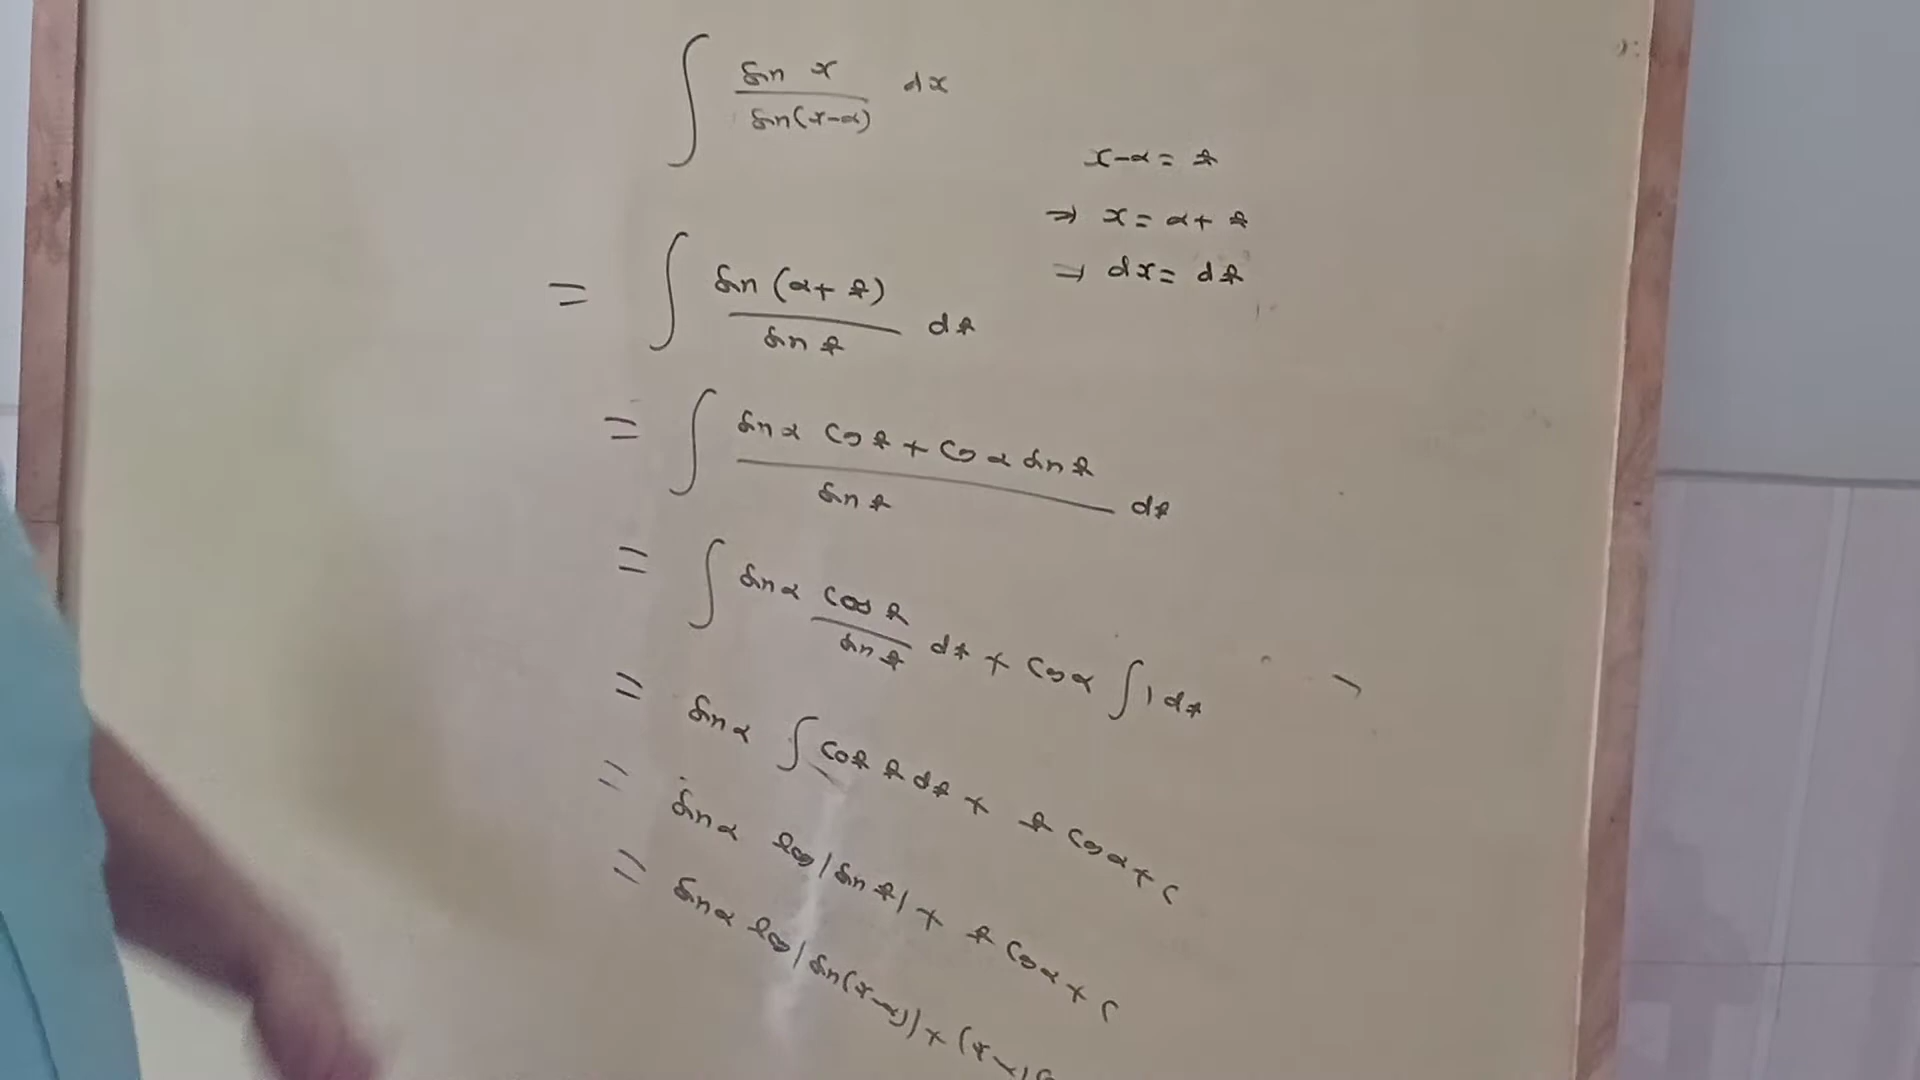 ∫ sin x / sin(x-α) dx
x-α = t
⇒ x = α + t
⇒ dx = dt
= ∫ sin (α + t) / sin t dt
= ∫ sin α cos t + cos α sin t / sin t dt
= ∫ sin α cos t / sin t dt + cos α ∫ 1 dt
= sin α ∫ cot t dt + t cos α + c
= sin α log |sin t| + t cos α + c
= sin α log |sin(x-α)| + (x-